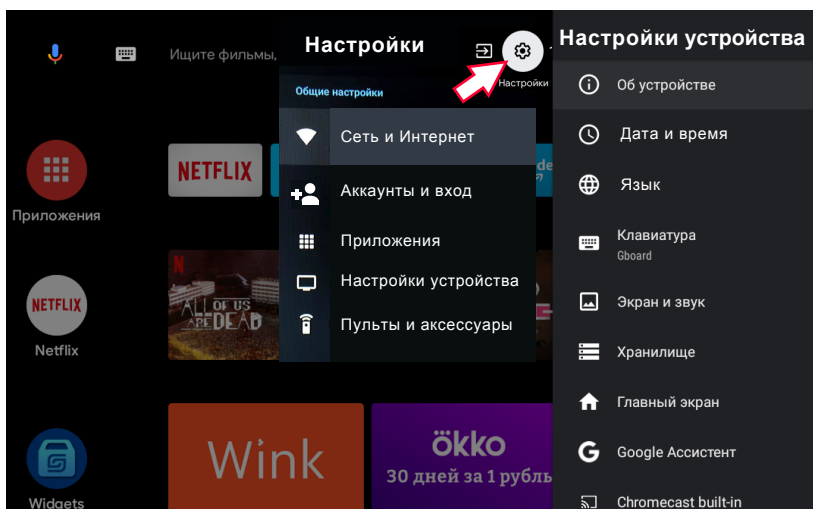 Ищите фильмы,
Настройки
Настройки
Общие настройки
Сеть и Интернет
Аккаунты и вход
Приложения
Настройки устройства
Пульты и аксессуары
Настройки устройства
Об устройстве
Дата и время
Язык
Клавиатура
Gboard
Экран и звук
Хранилище
Главный экран
Google Ассистент
Chromecast built-in
Приложения
NETFLIX
NETFLIX
Netflix
N
ALL OF US
ARE DEAD
Wink
ökko
30 дней за 1 рубль
Widgets